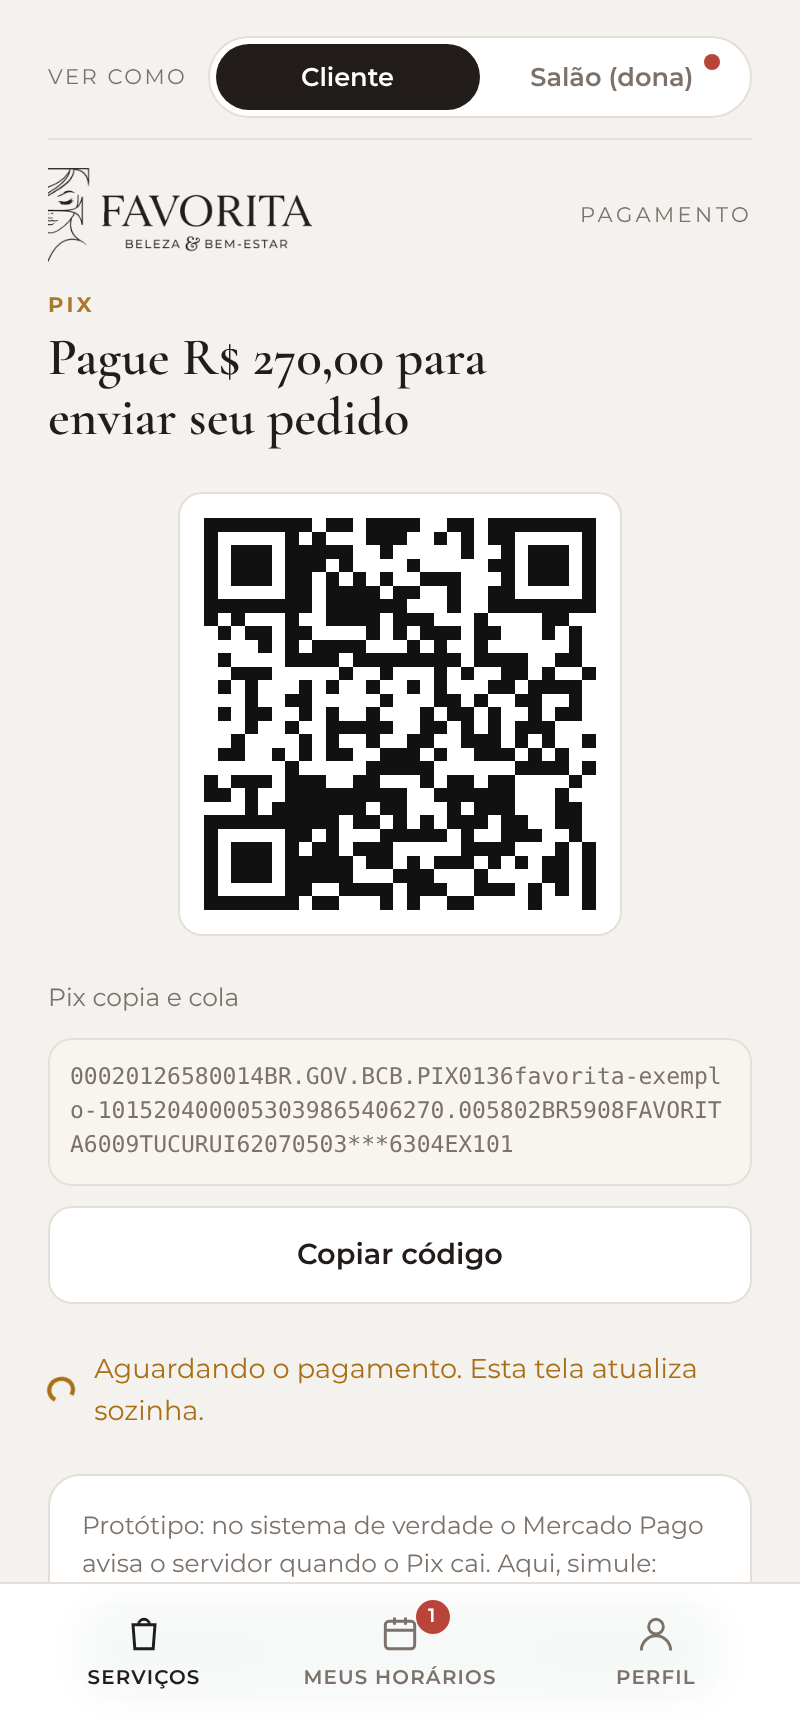 VER COMO
Cliente
Salão (dona)
FAVORITA
BELEZA & BEM-ESTAR
PAGAMENTO
PIX
Pague R$ 270,00 para
enviar seu pedido
Pix copia e cola
00020126580014BR.GOV.BCB.PIX0136favorita-exempl
o-1015204000053039865406270.005802BR5908FAVORIT
A6009TUCURUI62070503***6304EX101
Copiar código
Aguardando o pagamento. Esta tela atualiza
sozinha.
Protótipo: no sistema de verdade o Mercado Pago
avisa o servidor quando o Pix cai. Aqui, simule:
1
SERVIÇOS
MEUS HORÁRIOS
PERFIL